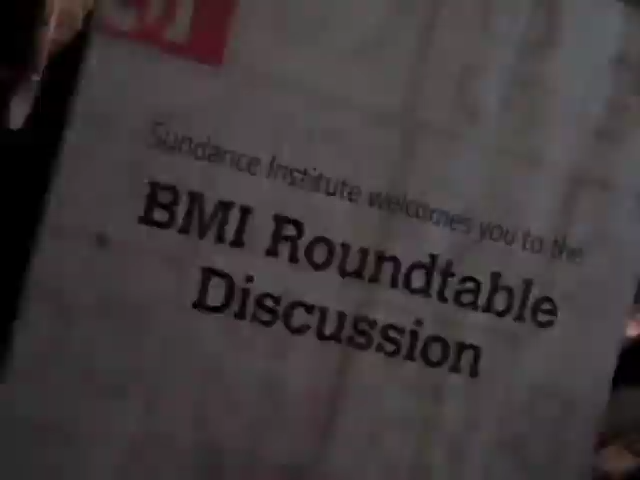 Sundance Institute welcomes you to the
BMI Roundtable
Discussion